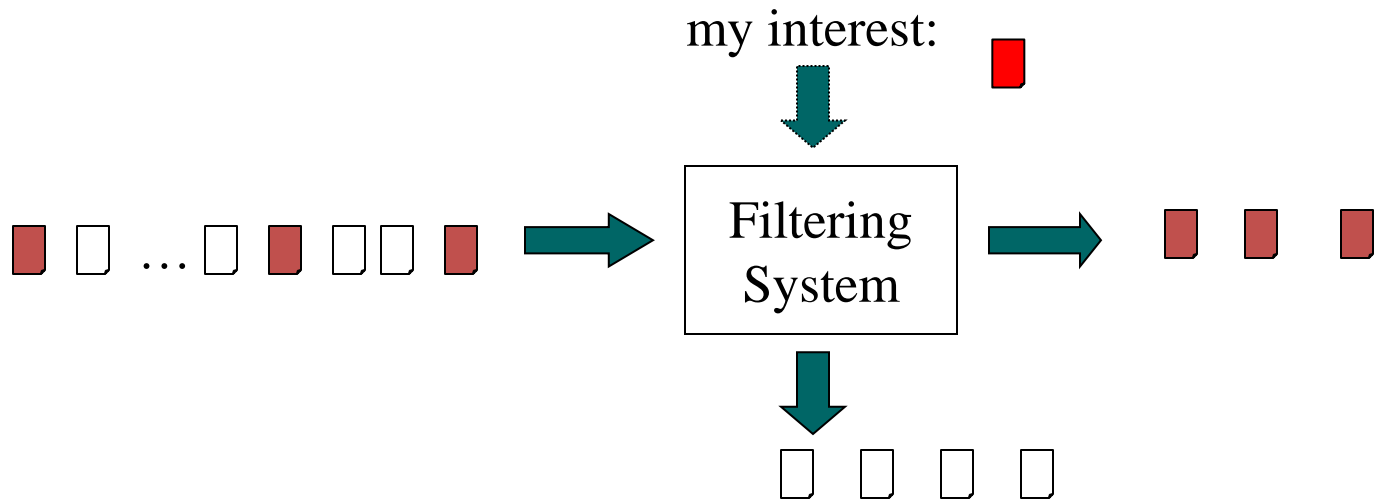 my interest:
Filtering
System
…